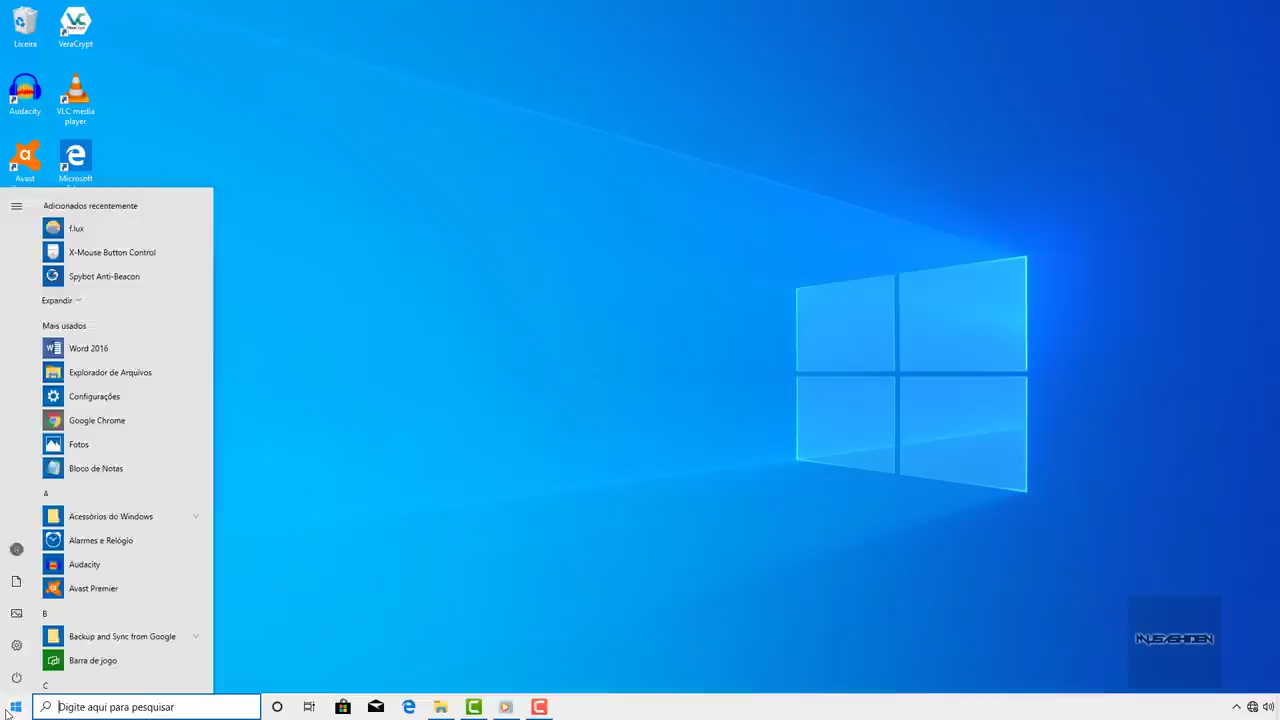 Lixeira
VeraCrypt
Audacity
VLC media
player
Avast
Microsoft
Adicionados recentemente
f.lux
X-Mouse Button Control
Spybot Anti-Beacon
Expandir
Mais usados
Word 2016
Explorador de Arquivos
Configurações
Google Chrome
Fotos
Bloco de Notas
A
Acessórios do Windows
Alarmes e Relógio
Audacity
Avast Premier
B
Backup and Sync from Google
Barra de jogo
C
Digite aqui para pesquisar